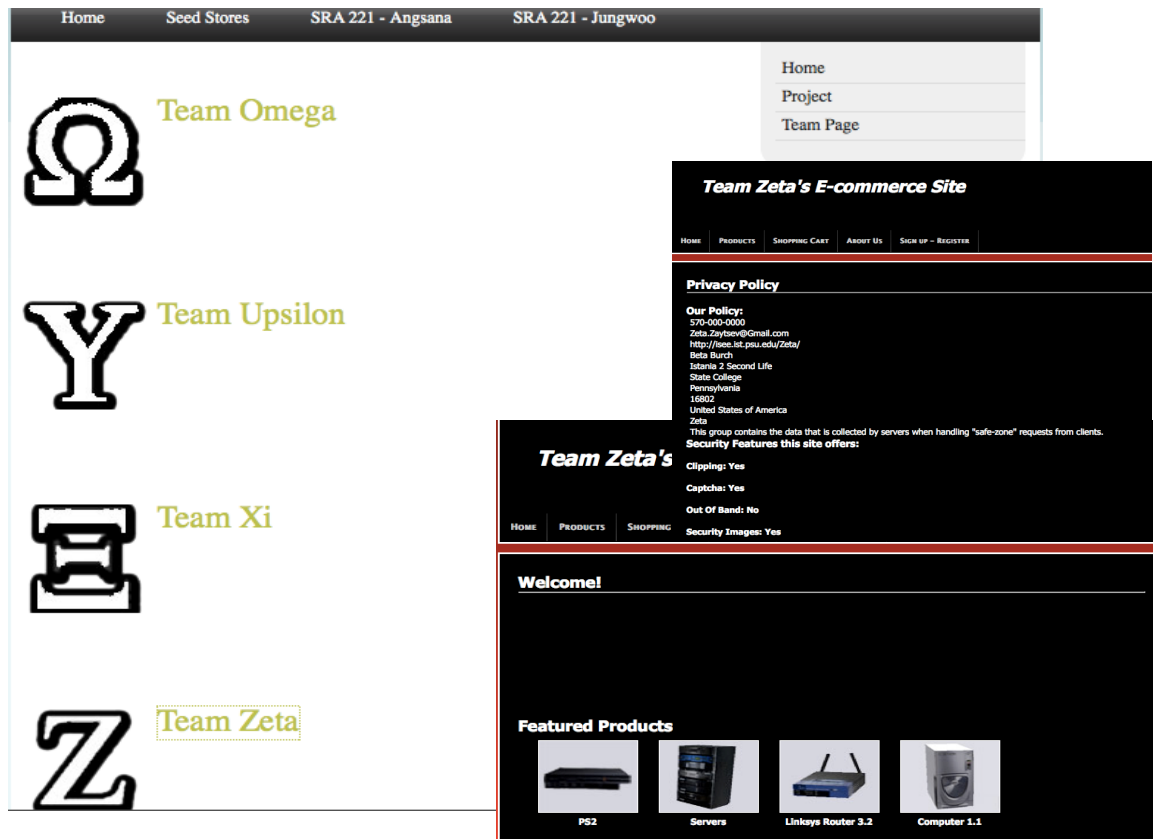 Home Seed Stores SRA 221 - Angsana SRA 221 - Jungwoo
Home
Project
Team Page
Ω Team Omega
Υ Team Upsilon
Ξ Team Xi
Z Team Zeta
Team Zeta's E-commerce Site
Home Products Shopping Cart About Us Sign up – Register
Privacy Policy
Our Policy:
570-000-0000
Zeta.Zaytsev@Gmail.com
http://isee.ist.psu.edu/Zeta/
Beta Burch
Istania 2 Second Life
State College
Pennsylvania
16802
United States of America
Zeta
This group contains the data that is collected by servers when handling "safe-zone" requests from clients.
Security Features this site offers:
Clipping: Yes
Captcha: Yes
Out Of Band: No
Security Images: Yes
Team Zeta's
Home Products Shopping
Welcome!
Featured Products
PS2 Servers Linksys Router 3.2 Computer 1.1